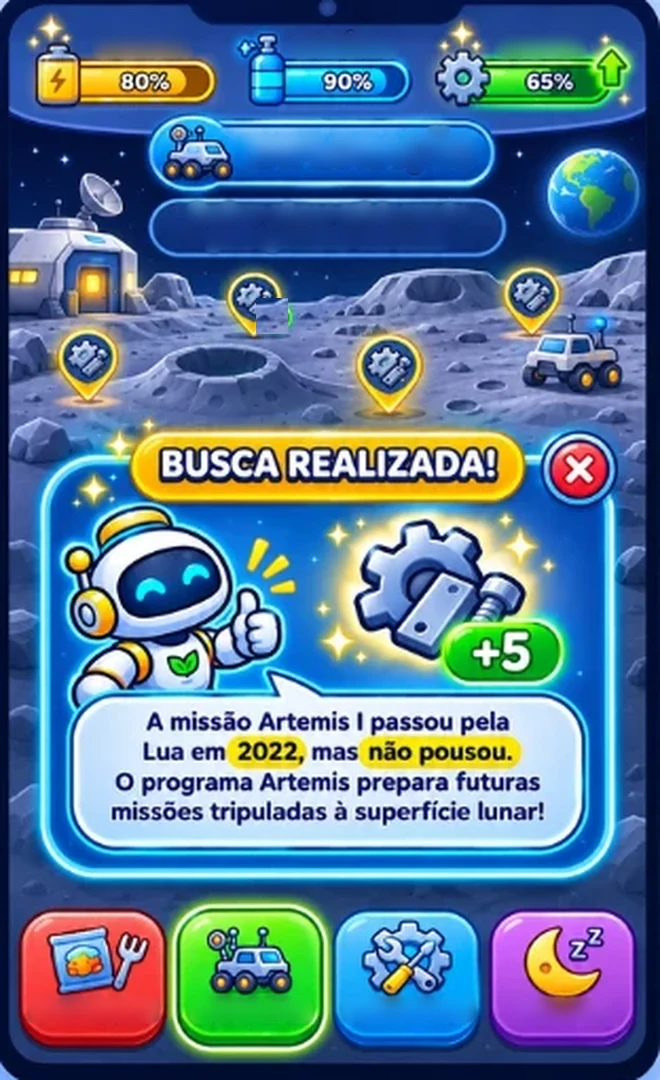 80%
90%
65%
BUSCA REALIZADA!
+5
A missão Artemis I passou pela
Lua em 2022, mas não pousou.
O programa Artemis prepara futuras
missões tripuladas à superfície lunar!
z z